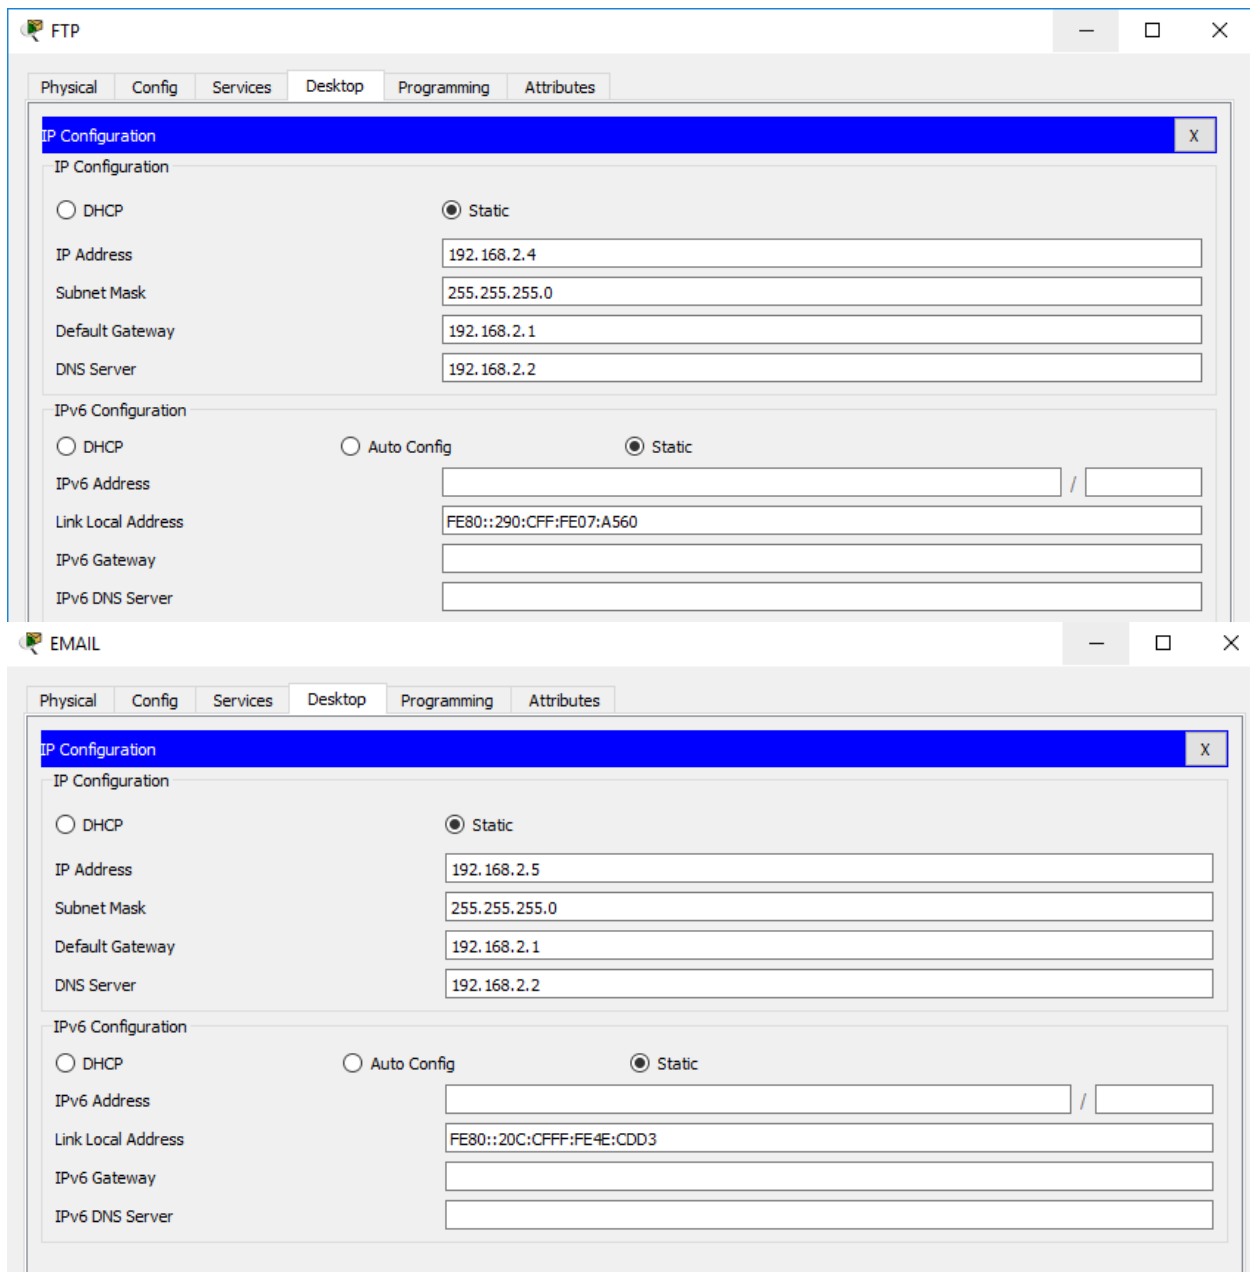 FTP
Physical Config Services Desktop Programming Attributes
IP Configuration X
IP Configuration
DHCP Static
IP Address 192.168.2.4
Subnet Mask 255.255.255.0
Default Gateway 192.168.2.1
DNS Server 192.168.2.2
IPv6 Configuration
DHCP Auto Config Static
IPv6 Address /
Link Local Address FE80::290:CFF:FE07:A560
IPv6 Gateway
IPv6 DNS Server
EMAIL
Physical Config Services Desktop Programming Attributes
IP Configuration X
IP Configuration
DHCP Static
IP Address 192.168.2.5
Subnet Mask 255.255.255.0
Default Gateway 192.168.2.1
DNS Server 192.168.2.2
IPv6 Configuration
DHCP Auto Config Static
IPv6 Address /
Link Local Address FE80::20C:CFFF:FE4E:CDD3
IPv6 Gateway
IPv6 DNS Server